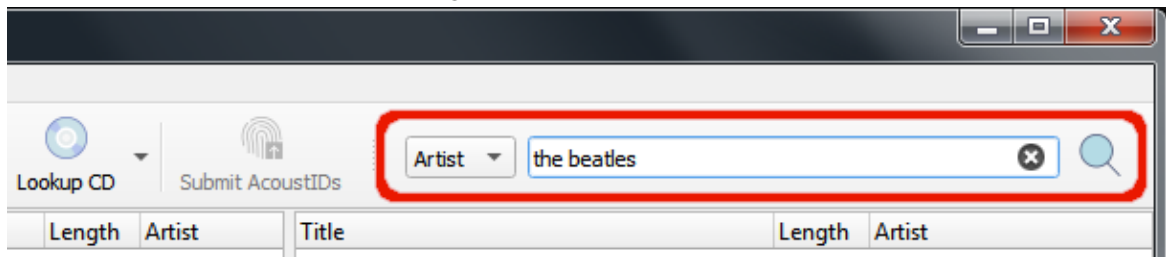 Artist the beatles
Lookup CD Submit AcoustIDs
Length Artist Title Length Artist